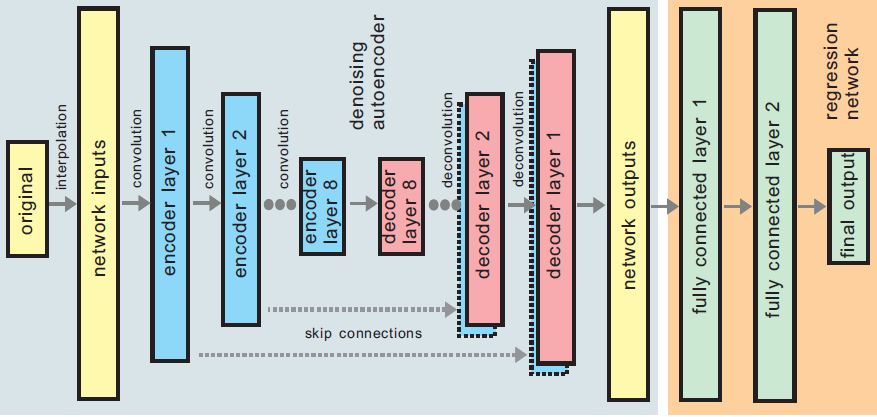 original
interpolation
network inputs
convolution
encoder layer 1
convolution
encoder layer 2
convolution
encoder
layer 8
denoising
autoencoder
decoder
layer 8
deconvolution
decoder layer 2
deconvolution
decoder layer 1
skip connections
network outputs
fully connected layer 1
fully connected layer 2
regression
network
final output